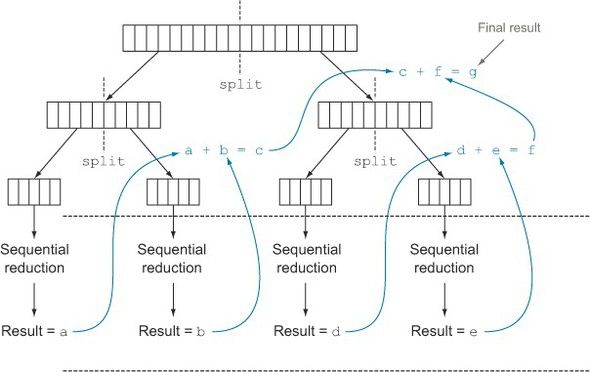 Final result
split
c + f = g
split
a + b = c
split
d + e = f
Sequential
reduction
Sequential
reduction
Sequential
reduction
Sequential
reduction
Result = a
Result = b
Result = d
Result = e